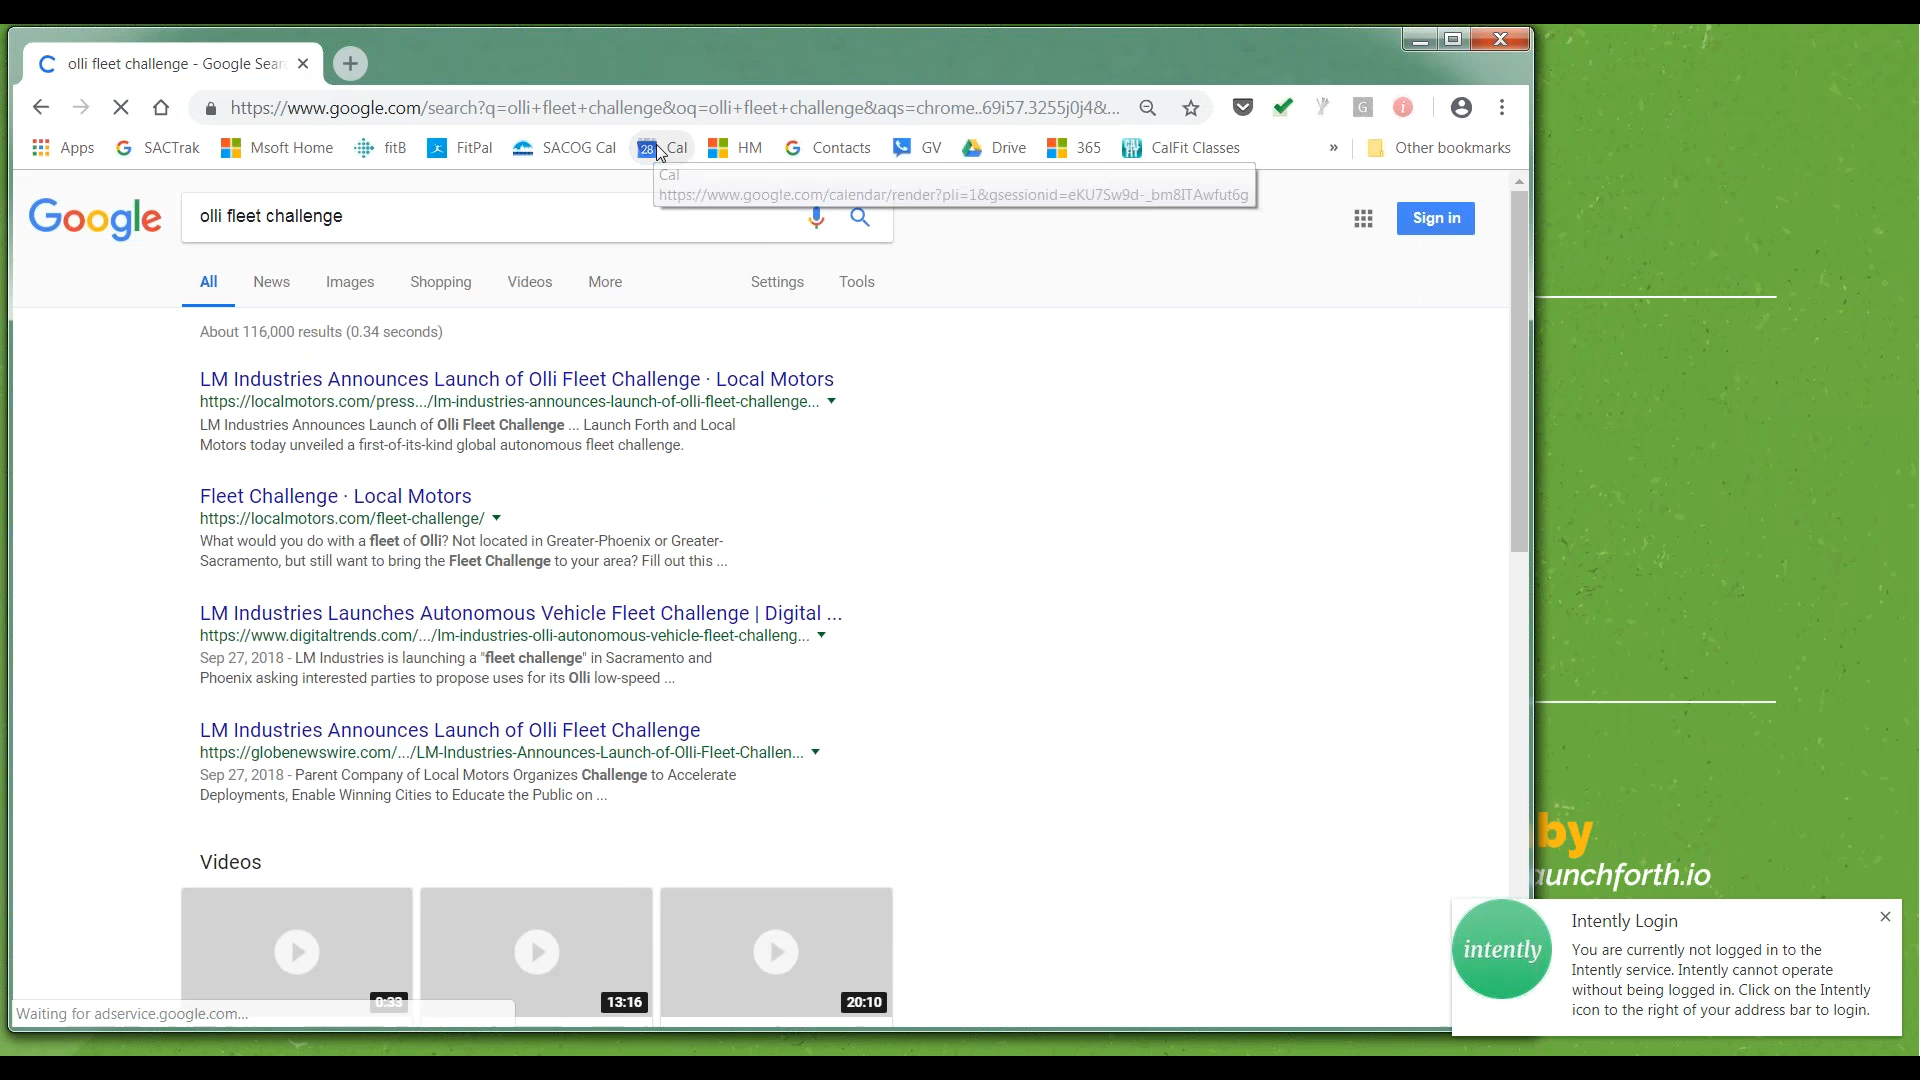 olli fleet challenge - Google Sear
https://www.google.com/search?q=olli+fleet+challenge&oq=olli+fleet+challenge&aqs=chrome..69i57.3255j0j4&...
Apps SACTrak Msoft Home fitB FitPal SACOG Cal 28 Cal HM Contacts GV Drive 365 CalFit Classes » Other bookmarks
Cal
https://www.google.com/calendar/render?pli=1&gsessionid=eKU7Sw9d-_bm8ITAwfut6g
Google
olli fleet challenge
Sign in
All News Images Shopping Videos More Settings Tools
About 116,000 results (0.34 seconds)
LM Industries Announces Launch of Olli Fleet Challenge · Local Motors
https://localmotors.com/press.../lm-industries-announces-launch-of-olli-fleet-challenge...
LM Industries Announces Launch of Olli Fleet Challenge ... Launch Forth and Local
Motors today unveiled a first-of-its-kind global autonomous fleet challenge.
Fleet Challenge · Local Motors
https://localmotors.com/fleet-challenge/
What would you do with a fleet of Olli? Not located in Greater-Phoenix or Greater-
Sacramento, but still want to bring the Fleet Challenge to your area? Fill out this ...
LM Industries Launches Autonomous Vehicle Fleet Challenge | Digital ...
https://www.digitaltrends.com/.../lm-industries-olli-autonomous-vehicle-fleet-challeng...
Sep 27, 2018 - LM Industries is launching a "fleet challenge" in Sacramento and
Phoenix asking interested parties to propose uses for its Olli low-speed ...
LM Industries Announces Launch of Olli Fleet Challenge
https://globenewswire.com/.../LM-Industries-Announces-Launch-of-Olli-Fleet-Challen...
Sep 27, 2018 - Parent Company of Local Motors Organizes Challenge to Accelerate
Deployments, Enable Winning Cities to Educate the Public on ...
Videos
0:33 13:16 20:10
Waiting for adservice.google.com...
by
aunchforth.io
intently
Intently Login
You are currently not logged in to the
Intently service. Intently cannot operate
without being logged in. Click on the Intently
icon to the right of your address bar to login.